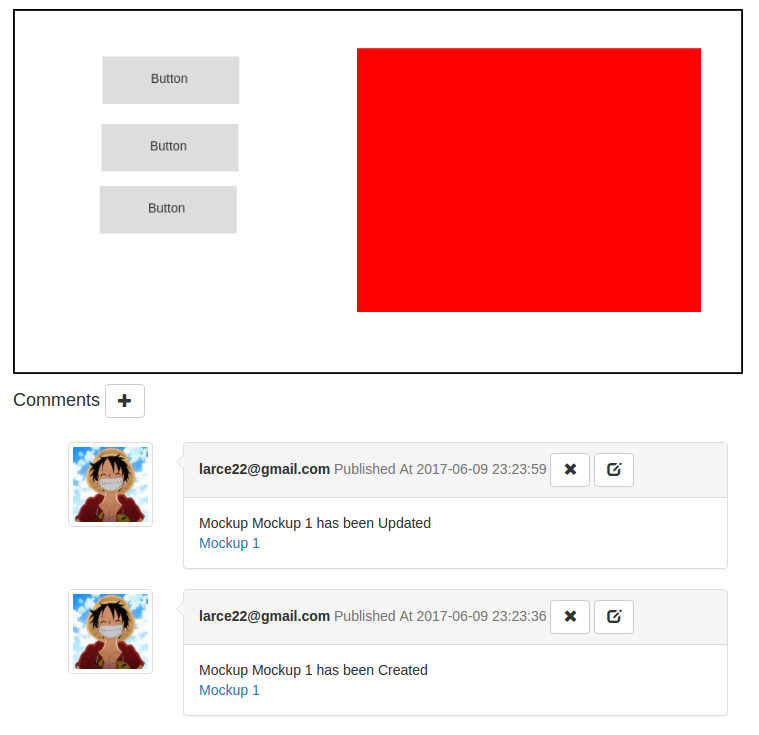 Button
Button
Button
Comments
larce22@gmail.com Published At 2017-06-09 23:23:59
Mockup Mockup 1 has been Updated
Mockup 1
larce22@gmail.com Published At 2017-06-09 23:23:36
Mockup Mockup 1 has been Created
Mockup 1